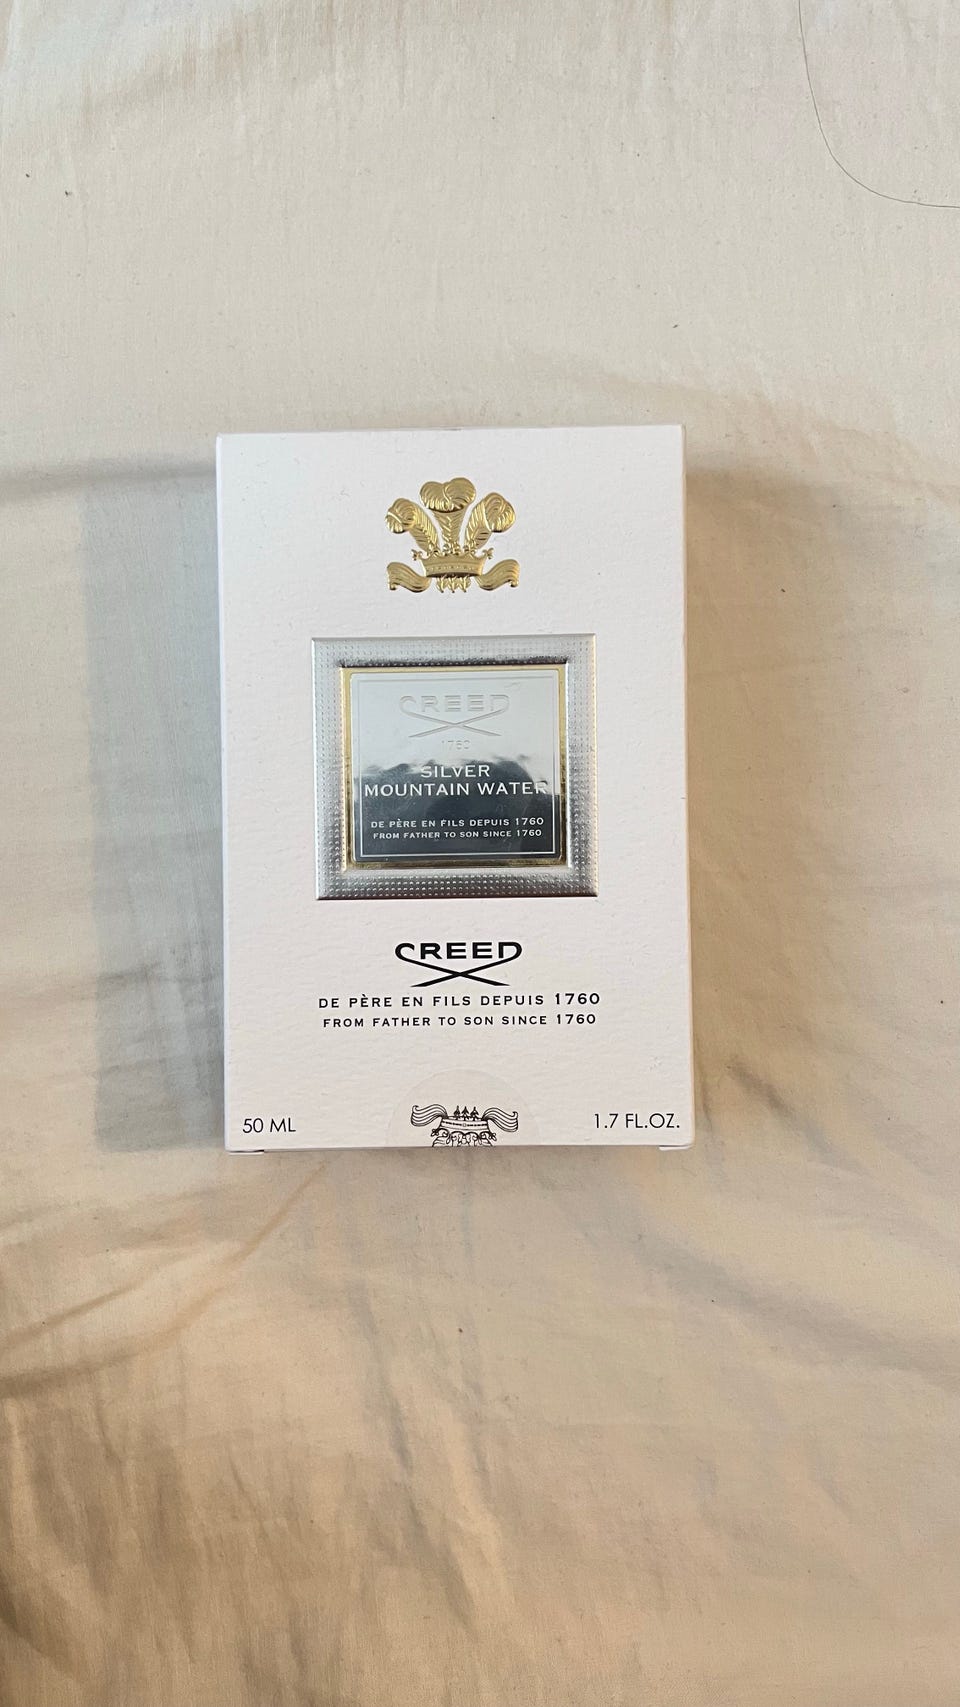 CREED
1760
SILVER
MOUNTAIN WATER
DE PÈRE EN FILS DEPUIS 1760
FROM FATHER TO SON SINCE 1760
CREED
DE PÈRE EN FILS DEPUIS 1760
FROM FATHER TO SON SINCE 1760
50 ML
1.7 FL.OZ.